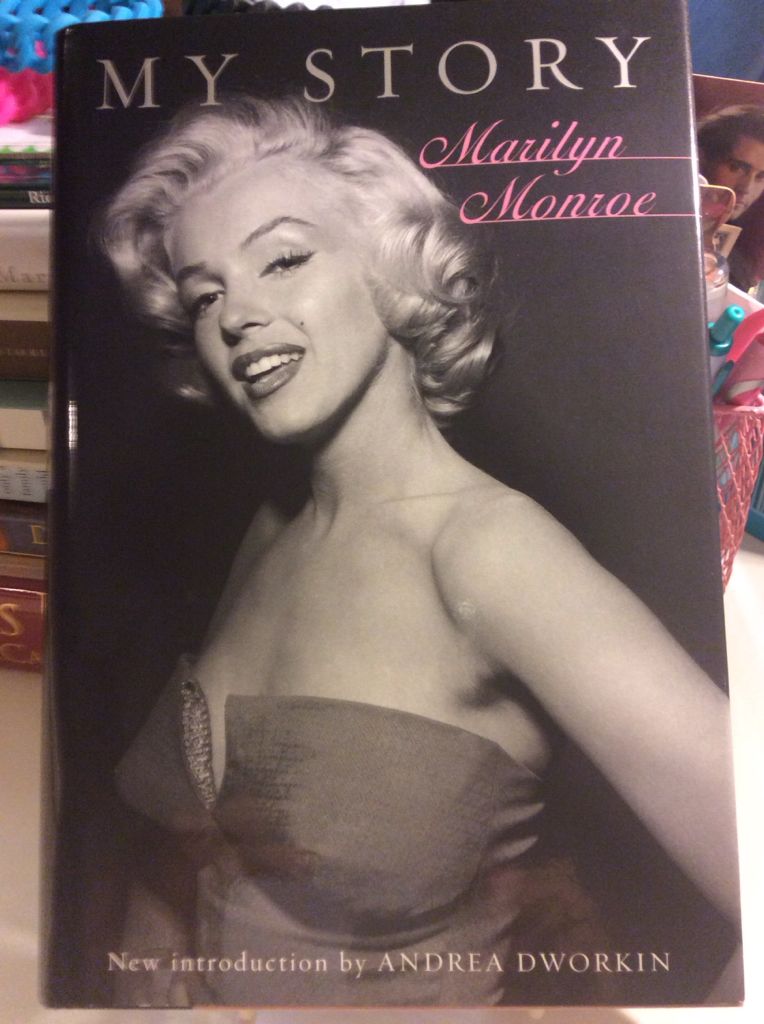 MY STORY
Marilyn
Monroe
New introduction by ANDREA DWORKIN